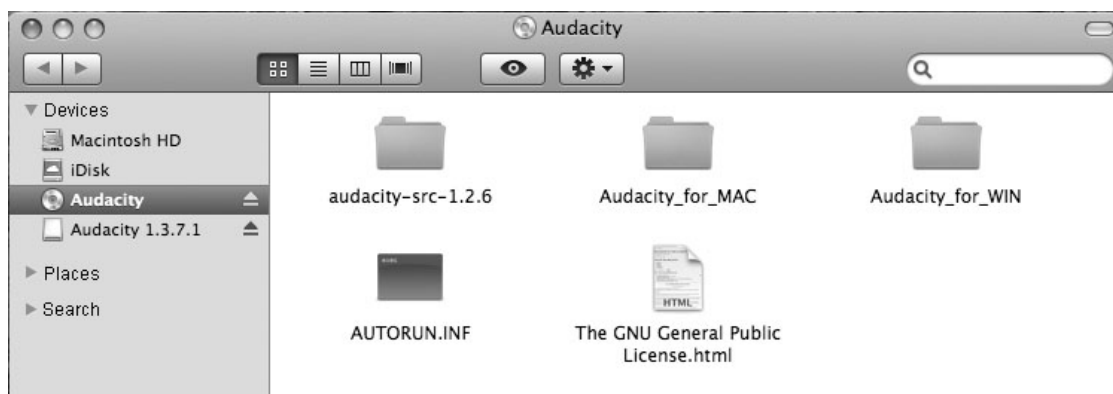 Audacity
Devices
Macintosh HD
iDisk
Audacity
Audacity 1.3.7.1
Places
Search
audacity-src-1.2.6
Audacity_for_MAC
Audacity_for_WIN
AUTORUN.INF
The GNU General Public
License.html
HTML